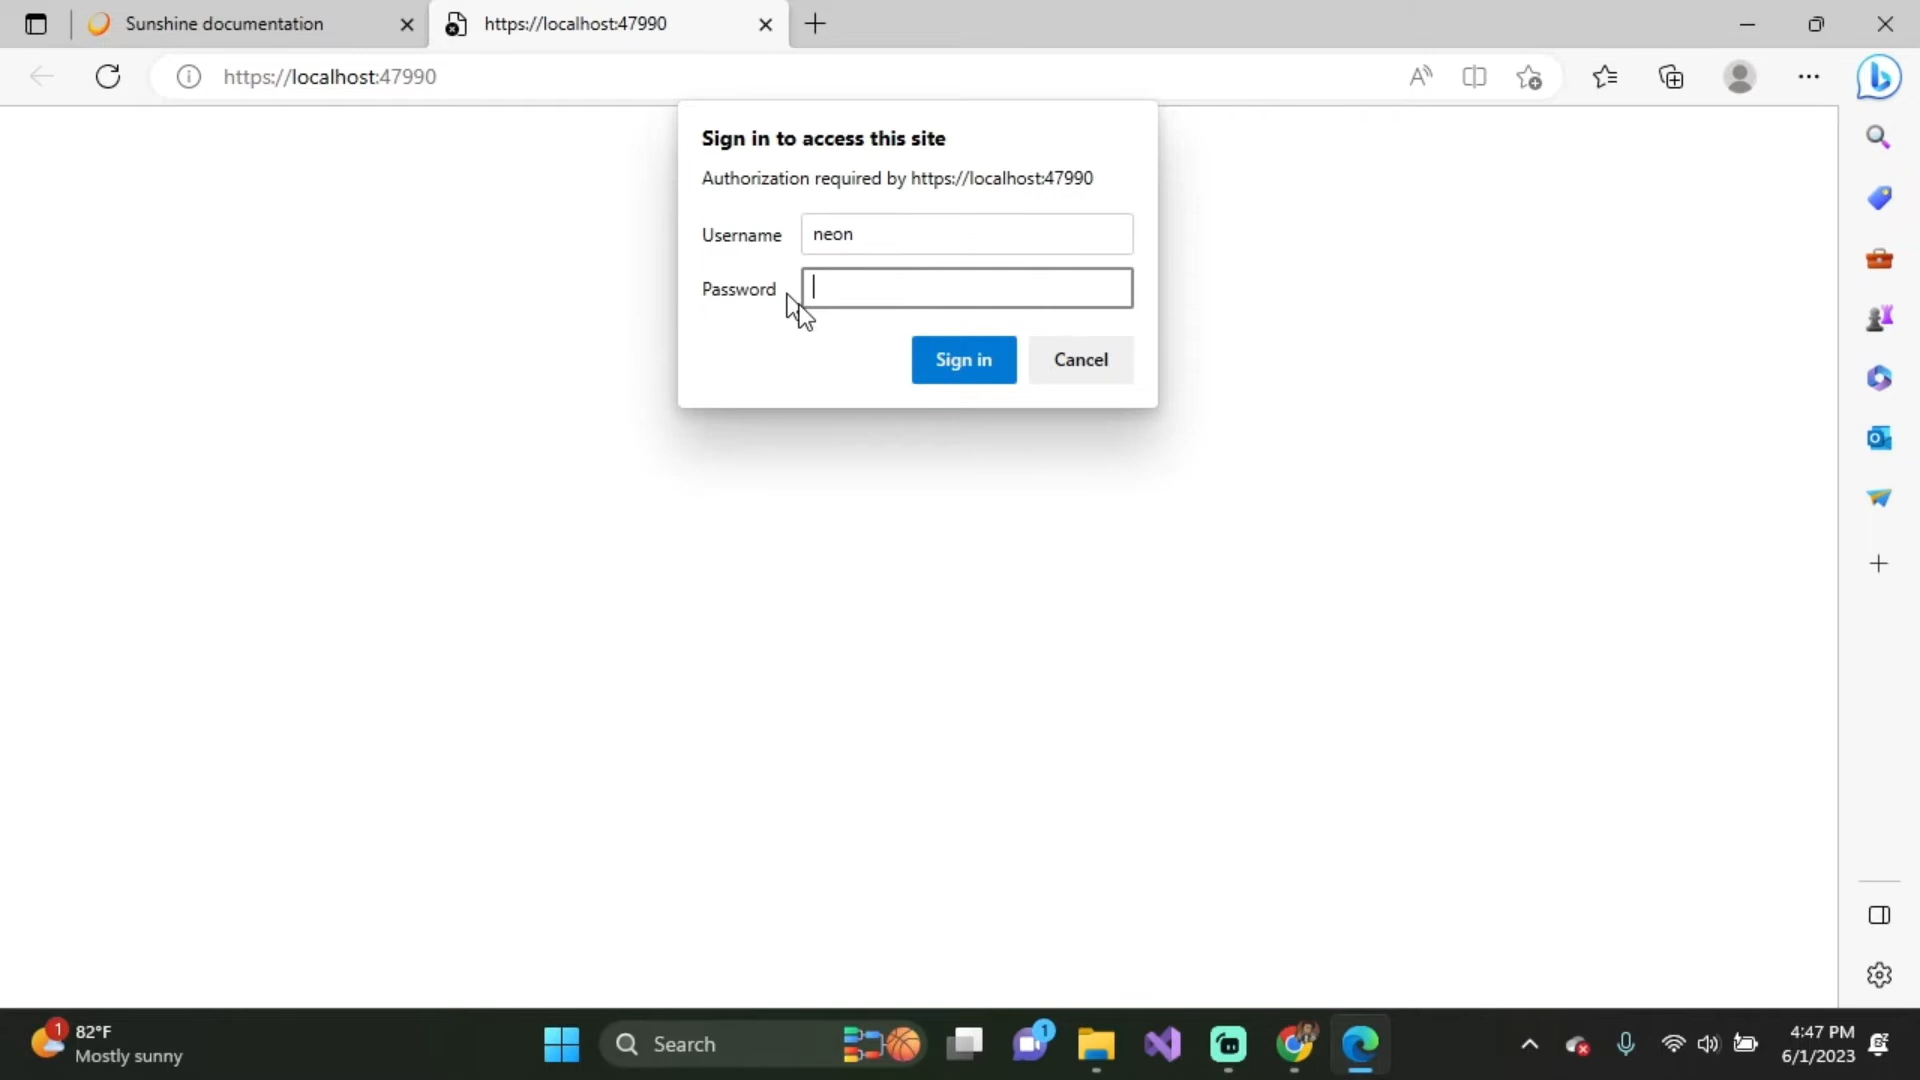 Sunshine documentation
https://localhost:47990
https://localhost:47990
A
b
Sign in to access this site
Authorization required by https://localhost:47990
Username neon
Password
Sign in Cancel
1
82°F
Mostly sunny
Search
1
4:47 PM
6/1/2023